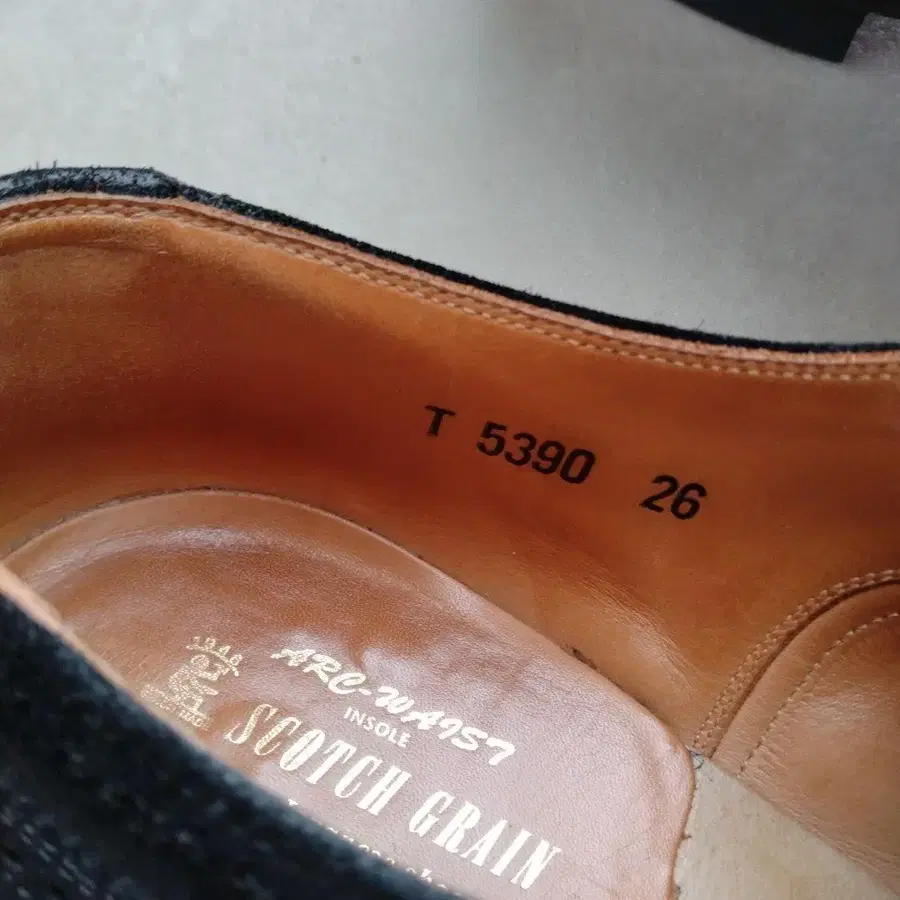 T 5390 26
1946
ARC-WAIST
INSOLE
SCOTCH GRAIN